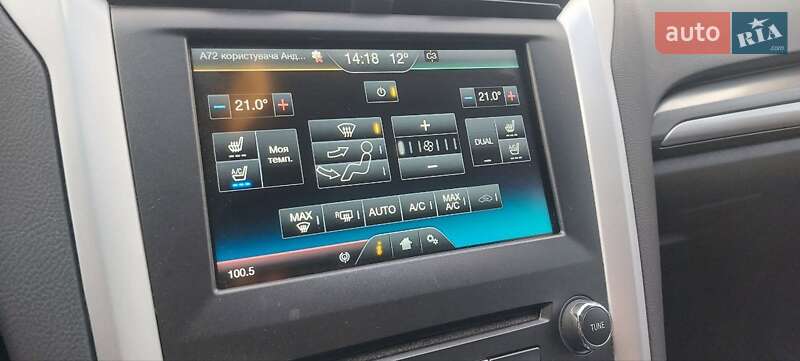 auto RIA .com
A72 користувача Анд... 14:18 12°
21.0° 21.0°
Моя
темп.
A/C
DUAL
A/C
MAX R AUTO A/C MAX
A/C
100.5
TUNE